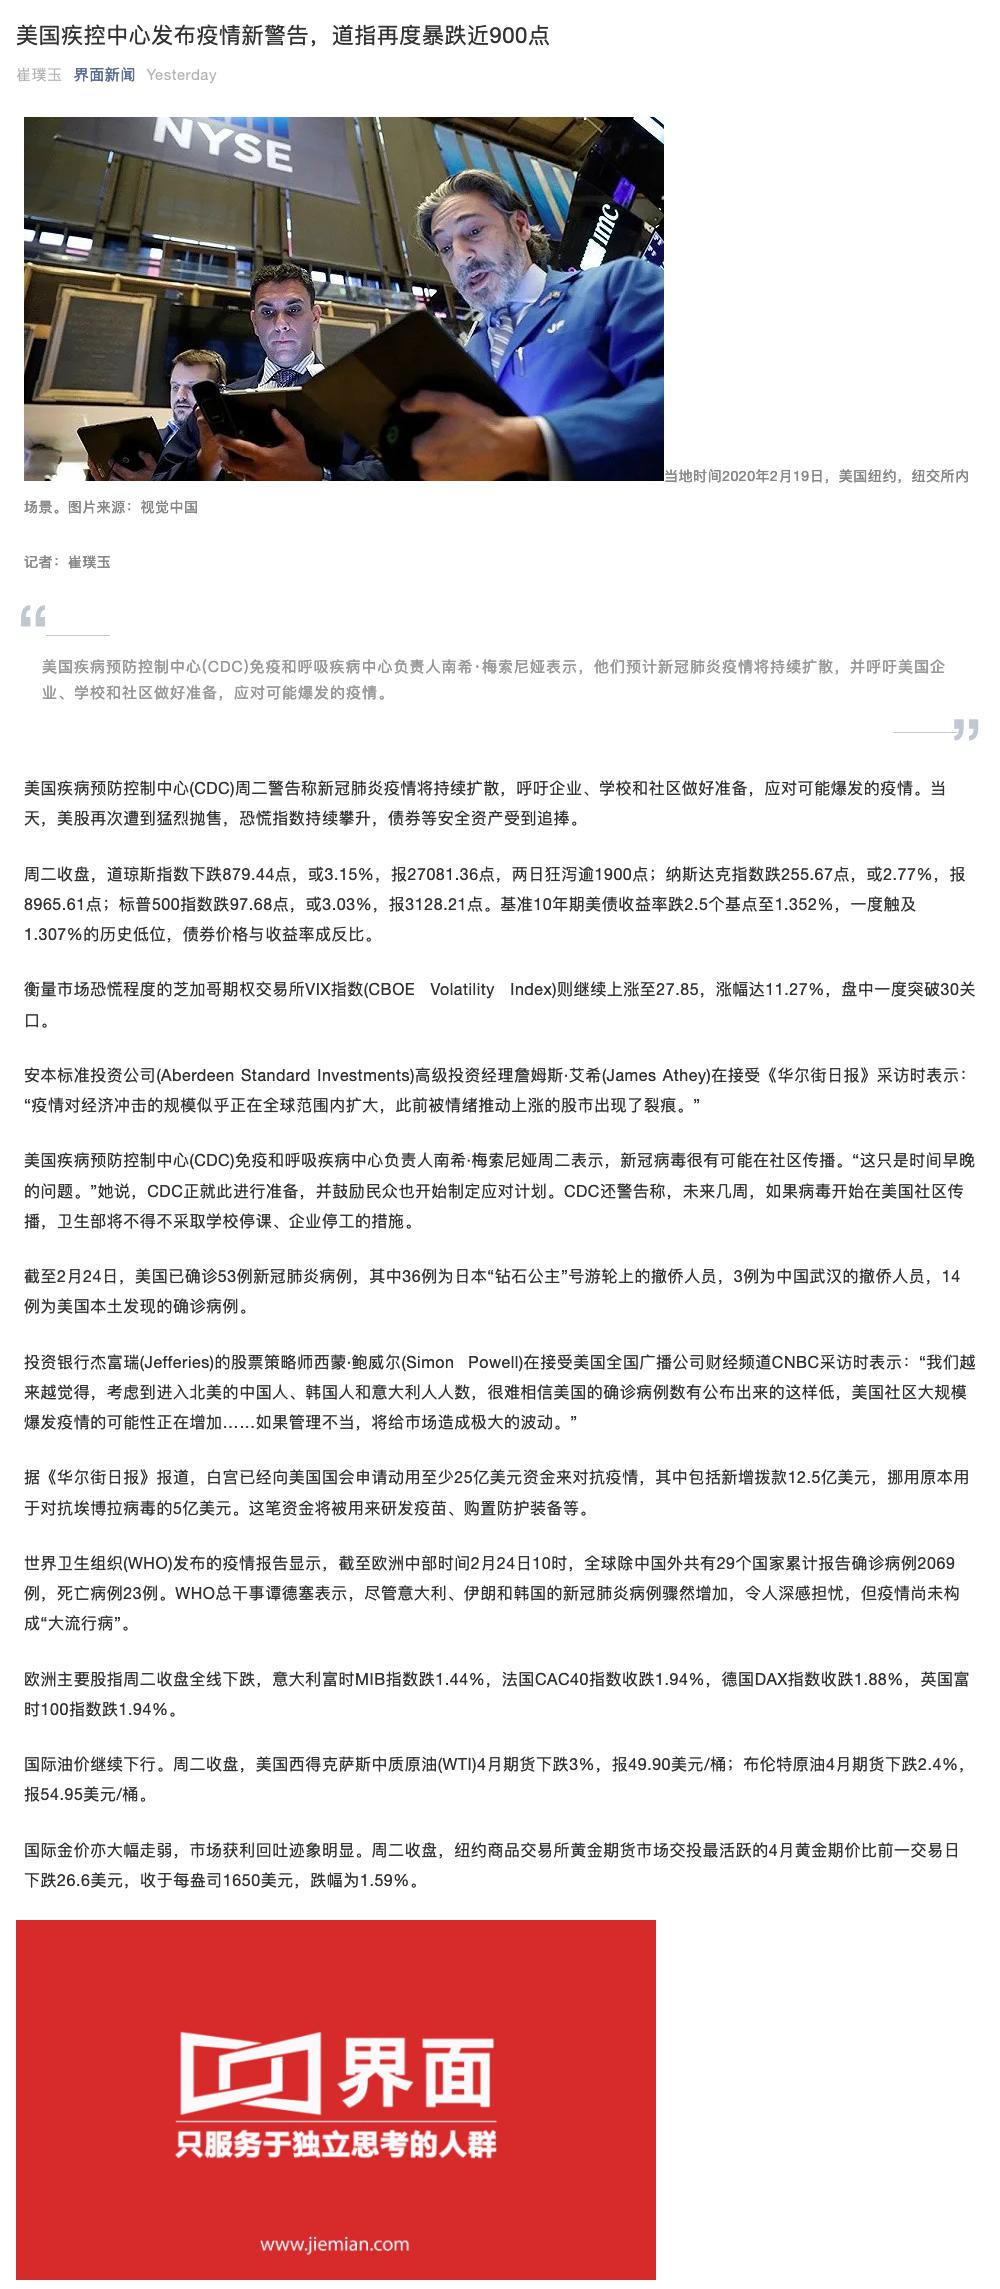 美国疾控中心发布疫情新警告，道指再度暴跌近900点
崔璞玉 界面新闻 Yesterday
NYSE
IMC
JF
当地时间2020年2月19日，美国纽约，纽交所内
场景。图片来源：视觉中国
记者：崔璞玉
“
美国疾病预防控制中心(CDC)免疫和呼吸疾病中心负责人南希·梅索尼娅表示，他们预计新冠肺炎疫情将持续扩散，并呼吁美国企
业、学校和社区做好准备，应对可能爆发的疫情。
”
美国疾病预防控制中心(CDC)周二警告称新冠肺炎疫情将持续扩散，呼吁企业、学校和社区做好准备，应对可能爆发的疫情。当
天，美股再次遭到猛烈抛售，恐慌指数持续攀升，债券等安全资产受到追捧。
周二收盘，道琼斯指数下跌879.44点，或3.15%，报27081.36点，两日狂泻逾1900点；纳斯达克指数跌255.67点，或2.77%，报
8965.61点；标普500指数跌97.68点，或3.03%，报3128.21点。基准10年期美债收益率跌2.5个基点至1.352%，一度触及
1.307%的历史低位，债券价格与收益率成反比。
衡量市场恐慌程度的芝加哥期权交易所VIX指数(CBOE Volatility Index)则继续上涨至27.85，涨幅达11.27%，盘中一度突破30关
口。
安本标准投资公司(Aberdeen Standard Investments)高级投资经理詹姆斯·艾希(James Athey)在接受《华尔街日报》采访时表示：
“疫情对经济冲击的规模似乎正在全球范围内扩大，此前被情绪推动上涨的股市出现了裂痕。”
美国疾病预防控制中心(CDC)免疫和呼吸疾病中心负责人南希·梅索尼娅周二表示，新冠病毒很有可能在社区传播。“这只是时间早晚
的问题。”她说，CDC正就此进行准备，并鼓励民众也开始制定应对计划。CDC还警告称，未来几周，如果病毒开始在美国社区传
播，卫生部将不得不采取学校停课、企业停工的措施。
截至2月24日，美国已确诊53例新冠肺炎病例，其中36例为日本“钻石公主”号游轮上的撤侨人员，3例为中国武汉的撤侨人员，14
例为美国本土发现的确诊病例。
投资银行杰富瑞(Jefferies)的股票策略师西蒙·鲍威尔(Simon Powell)在接受美国全国广播公司财经频道CNBC采访时表示：“我们越
来越觉得，考虑到进入北美的中国人、韩国人和意大利人人数，很难相信美国的确诊病例数有公布出来的这样低，美国社区大规模
爆发疫情的可能性正在增加……如果管理不当，将给市场造成极大的波动。”
据《华尔街日报》报道，白宫已经向美国国会申请动用至少25亿美元资金来对抗疫情，其中包括新增拨款12.5亿美元，挪用原本用
于对抗埃博拉病毒的5亿美元。这笔资金将被用来研发疫苗、购置防护装备等。
世界卫生组织(WHO)发布的疫情报告显示，截至欧洲中部时间2月24日10时，全球除中国外共有29个国家累计报告确诊病例2069
例，死亡病例23例。WHO总干事谭德塞表示，尽管意大利、伊朗和韩国的新冠肺炎病例骤然增加，令人深感担忧，但疫情尚未构
成“大流行病”。
欧洲主要股指周二收盘全线下跌，意大利富时MIB指数跌1.44%，法国CAC40指数收跌1.94%，德国DAX指数收跌1.88%，英国富
时100指数跌1.94%。
国际油价继续下行。周二收盘，美国西得克萨斯中质原油(WTI)4月期货下跌3%，报49.90美元/桶；布伦特原油4月期货下跌2.4%，
报54.95美元/桶。
国际金价亦大幅走弱，市场获利回吐迹象明显。周二收盘，纽约商品交易所黄金期货市场交投最活跃的4月黄金期价比前一交易日
下跌26.6美元，收于每盎司1650美元，跌幅为1.59%。
界面
只服务于独立思考的人群
www.jiemian.com